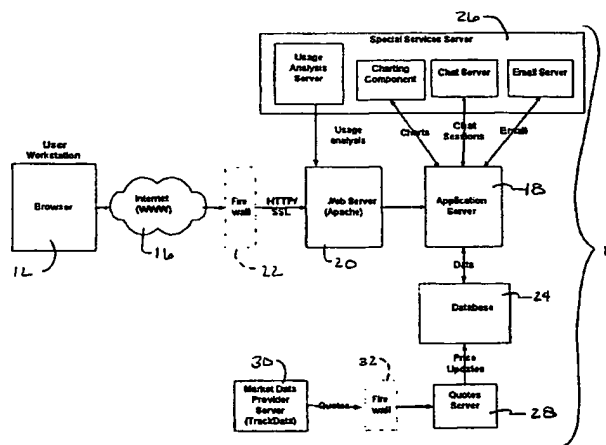 26
Special Services Server
Usage
Analysis
Server
Charting
Component
Chat Server
Email Server
Usage
analysis
Charts
Chat
Sessions
Email
User
Workstation
Browser
Internet
(WWW)
Fire
wall
HTTP/
SSL
Web Server
(Apache)
Application
Server
18
12
16
22
20
Data
Database
24
Price
Updates
30
32
Market Data
Provider
Server
(TrackData)
Quotes
Fire
wall
Quotes
Server
28